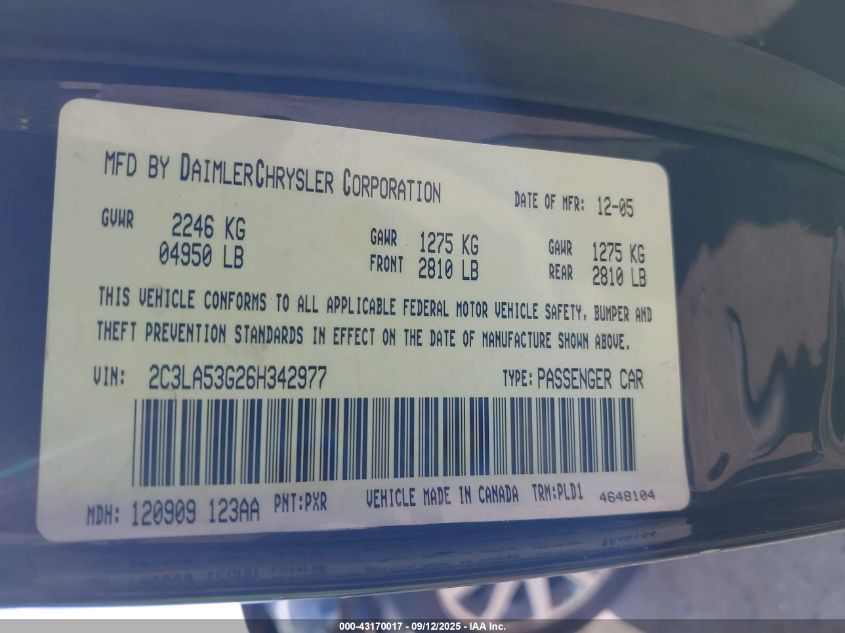 MFD BY DAIMLERCHRYSLER CORPORATION DATE OF MFR: 12-05
GVWR 2246 KG GAWR 1275 KG GAWR 1275 KG
04950 LB FRONT 2810 LB REAR 2810 LB
THIS VEHICLE CONFORMS TO ALL APPLICABLE FEDERAL MOTOR VEHICLE SAFETY, BUMPER AND
THEFT PREVENTION STANDARDS IN EFFECT ON THE DATE OF MANUFACTURE SHOWN ABOVE.
VIN: 2C3LA53G26H342977 TYPE: PASSENGER CAR
MDH: 120909 123AA PNT:PXR VEHICLE MADE IN CANADA TRM:PLD1 4648104
000-43170017 - 09/12/2025 - IAA Inc.